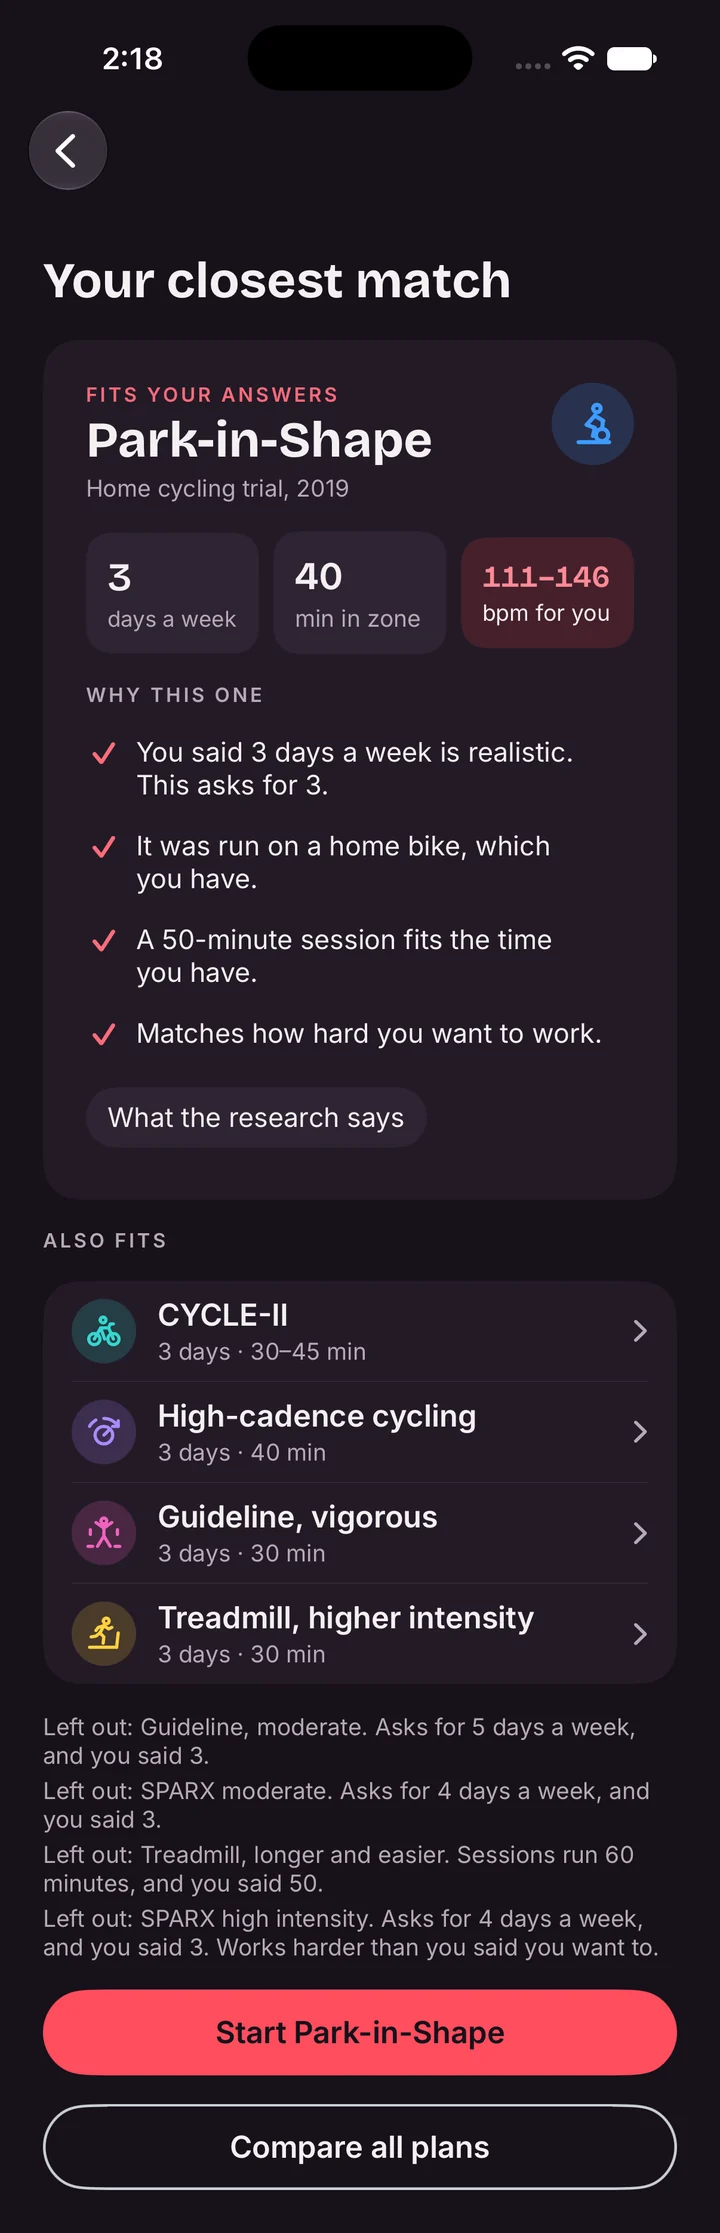 2:18
Your closest match
FITS YOUR ANSWERS
Park-in-Shape
Home cycling trial, 2019
3
days a week
40
min in zone
111–146
bpm for you
WHY THIS ONE
You said 3 days a week is realistic.
This asks for 3.
It was run on a home bike, which
you have.
A 50-minute session fits the time
you have.
Matches how hard you want to work.
What the research says
ALSO FITS
CYCLE-II
3 days · 30–45 min
High-cadence cycling
3 days · 40 min
Guideline, vigorous
3 days · 30 min
Treadmill, higher intensity
3 days · 30 min
Left out: Guideline, moderate. Asks for 5 days a week,
and you said 3.
Left out: SPARX moderate. Asks for 4 days a week, and
you said 3.
Left out: Treadmill, longer and easier. Sessions run 60
minutes, and you said 50.
Left out: SPARX high intensity. Asks for 4 days a week,
and you said 3. Works harder than you said you want to.
Start Park-in-Shape
Compare all plans